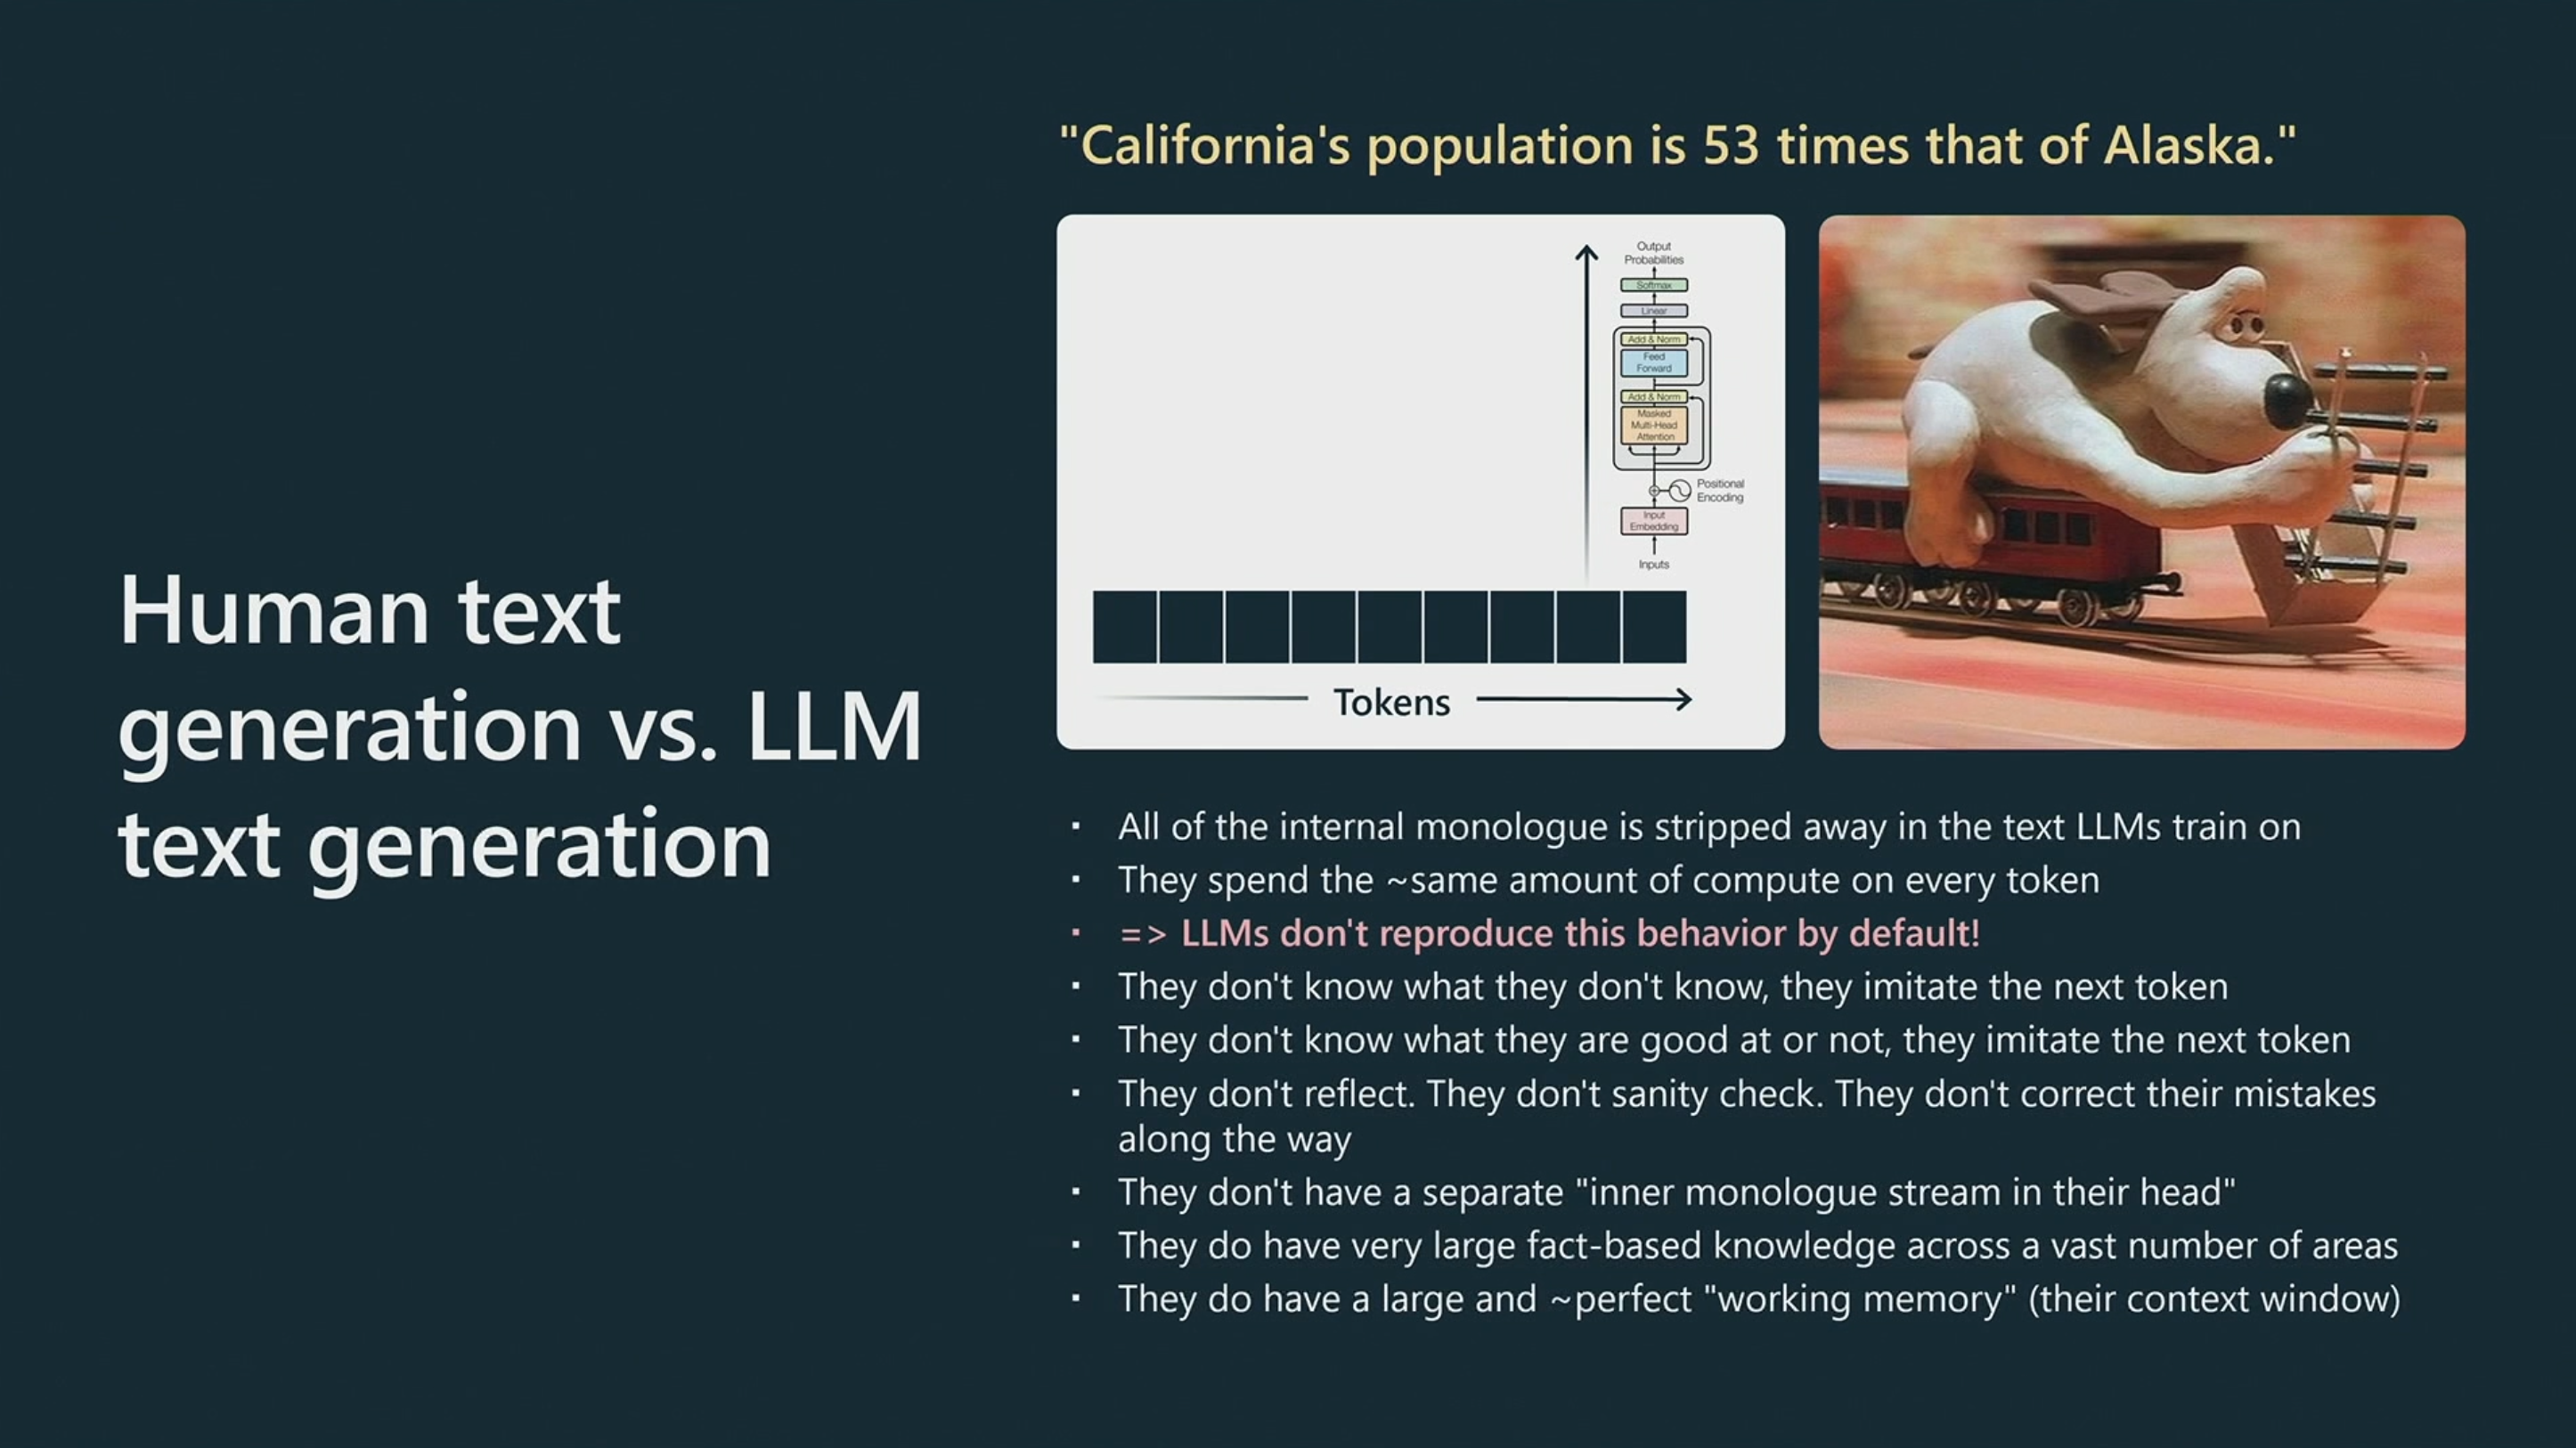 Human text
generation vs. LLM
text generation
"California's population is 53 times that of Alaska."
Output
Probabilities
Softmax
Linear
Add & Norm
Feed
Forward
Add & Norm
Masked
Multi-Head
Attention
Positional
Encoding
Input
Embedding
Inputs
Tokens
▪ All of the internal monologue is stripped away in the text LLMs train on
▪ They spend the ~same amount of compute on every token
▪ => LLMs don't reproduce this behavior by default!
▪ They don't know what they don't know, they imitate the next token
▪ They don't know what they are good at or not, they imitate the next token
▪ They don't reflect. They don't sanity check. They don't correct their mistakes
along the way
▪ They don't have a separate "inner monologue stream in their head"
▪ They do have very large fact-based knowledge across a vast number of areas
▪ They do have a large and ~perfect "working memory" (their context window)